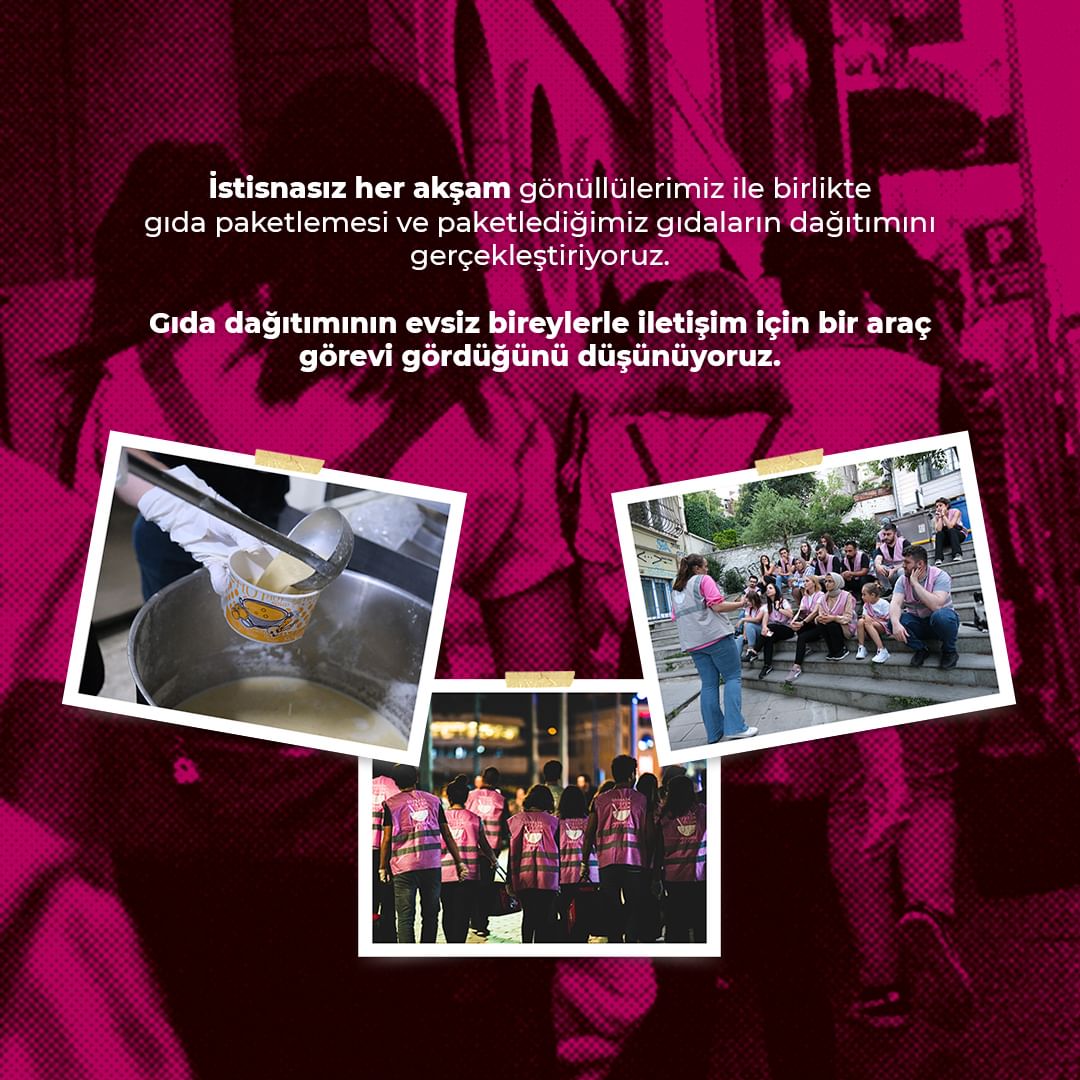 İstisnasız her akşam gönüllülerimiz ile birlikte
gıda paketlemesi ve paketlediğimiz gıdaların dağıtımını
gerçekleştiriyoruz.
Gıda dağıtımının evsiz bireylerle iletişim için bir araç
görevi gördüğünü düşünüyoruz.